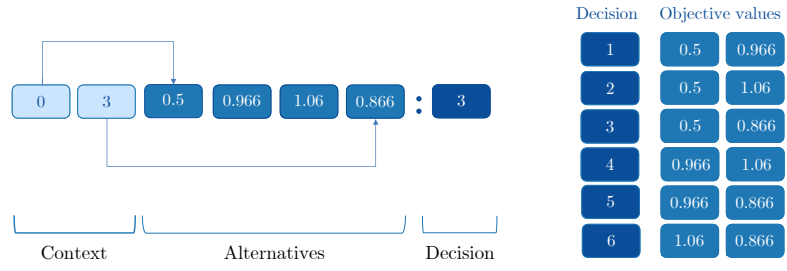 Decision Objective values
1 0.5 0.966
2 0.5 1.06
0 3 0.5 0.966 1.06 0.866 : 3
3 0.5 0.866
4 0.966 1.06
5 0.966 0.866
6 1.06 0.866
Context Alternatives Decision